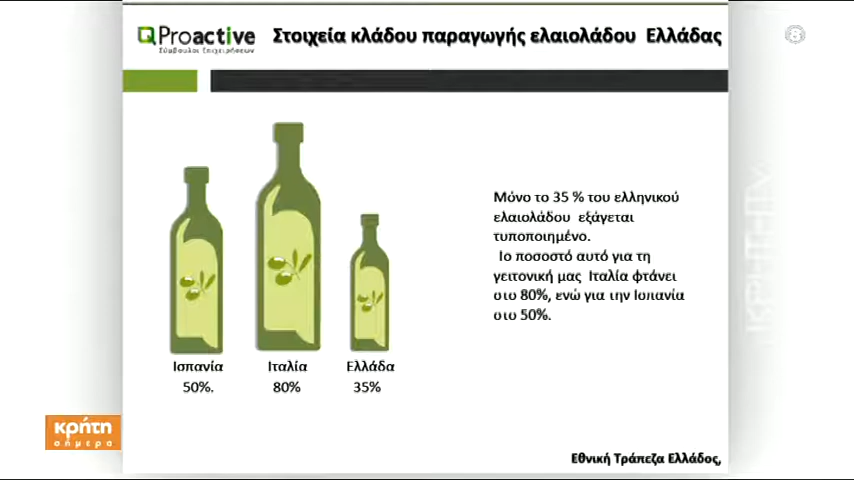 Proactive
Σύμβουλοι Επιχειρήσεων
Στοιχεία κλάδου παραγωγής ελαιολάδου Ελλάδας
Μόνο το 35 % του ελληνικού
ελαιολάδου εξάγεται
τυποποιημένο.
Το ποσοστό αυτό για τη
γειτονική μας Ιταλία φτάνει
στο 80%, ενώ για την Ισπανία
στο 50%.
Ισπανία
50%.
Ιταλία
80%
Ελλάδα
35%
κρήτη
σήμερα
Εθνική Τράπεζα Ελλάδος,
KPHTHTV